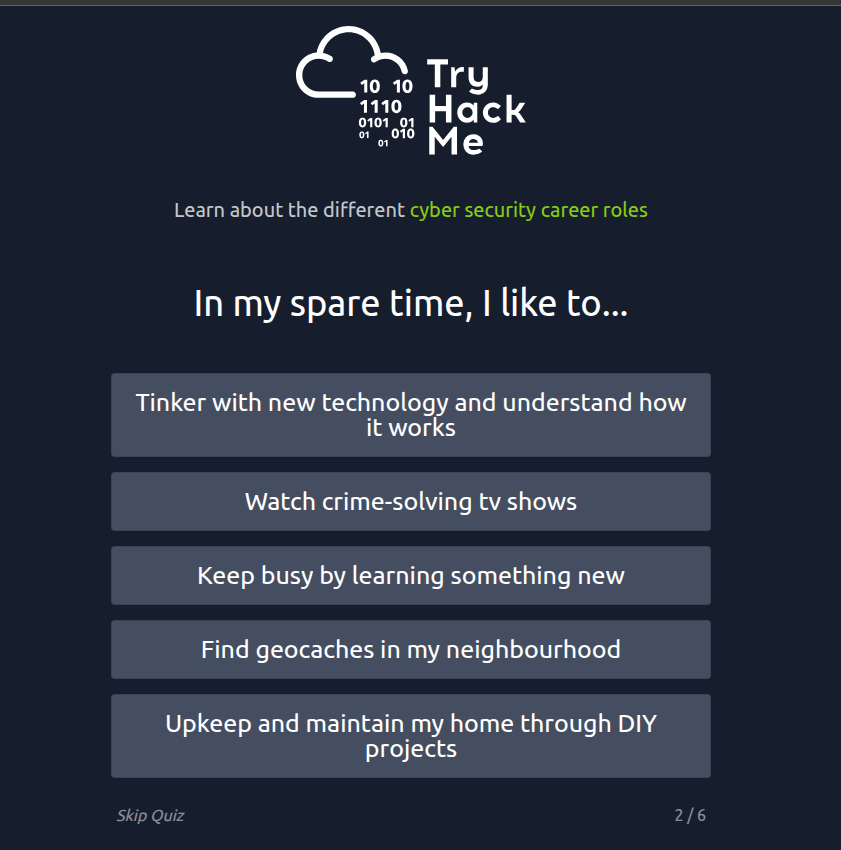 10 10
1110
0101 01
01 010
01
Try
Hack
Me
Learn about the different cyber security career roles
In my spare time, I like to...
Tinker with new technology and understand how
it works
Watch crime-solving tv shows
Keep busy by learning something new
Find geocaches in my neighbourhood
Upkeep and maintain my home through DIY
projects
Skip Quiz
2 / 6